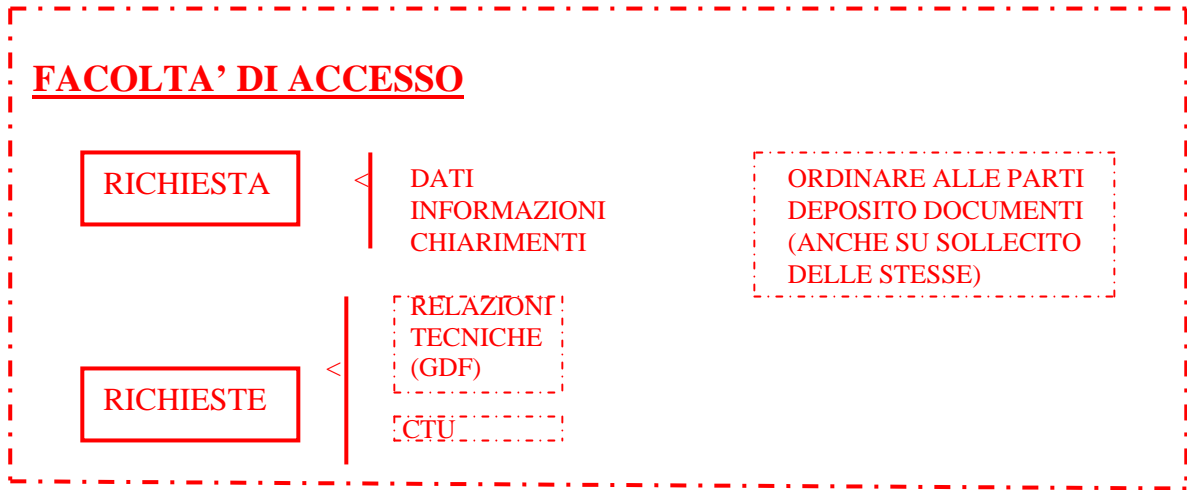 FACOLTA’ DI ACCESSO
RICHIESTA
<
DATI
INFORMAZIONI
CHIARIMENTI
ORDINARE ALLE PARTI
DEPOSITO DOCUMENTI
(ANCHE SU SOLLECITO
DELLE STESSE)
RICHIESTE
<
RELAZIONI
TECNICHE
(GDF)
CTU